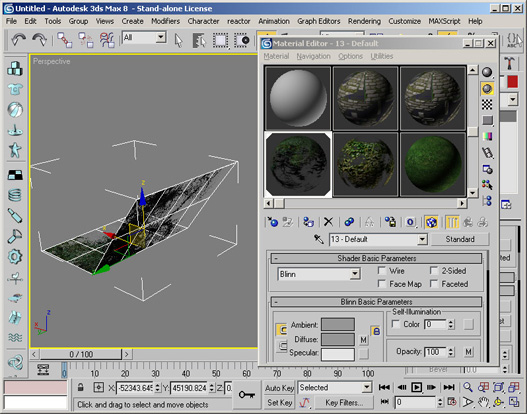 Untitled - Autodesk 3ds Max 8 - Stand-alone License
File Edit Tools Group Views Create Modifiers Character reactor Animation Graph Editors Rendering Customize MAXScript Help
All
Perspective
z
z
x
Material Editor - 13 - Default
Material Navigation Options Utilities
13 - Default
Standard
Shader Basic Parameters
Blinn
Wire
2-Sided
Face Map
Faceted
Blinn Basic Parameters
Self-Illumination
Ambient:
Color 0
Diffuse:
M
Specular:
Opacity: 100
M
0 / 100
0
X: -52343.645
Y: 45190.824
Z: 0.
Auto Key
Selected
Set Key
Key Filters...
0
Click and drag to select and move objects